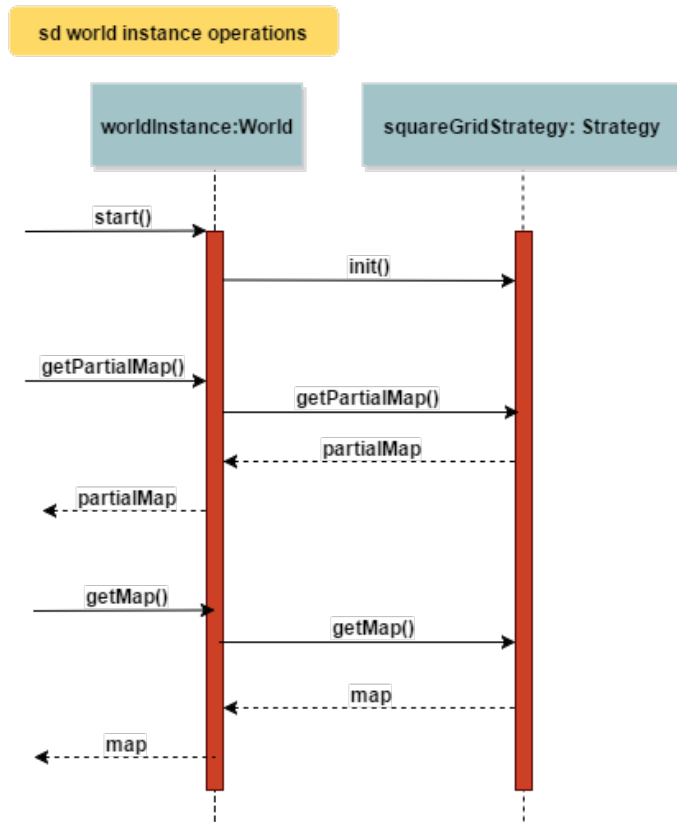 sd world instance operations
worldInstance:World
squareGridStrategy: Strategy
start()
init()
getPartialMap()
getPartialMap()
partialMap
partialMap
getMap()
getMap()
map
map